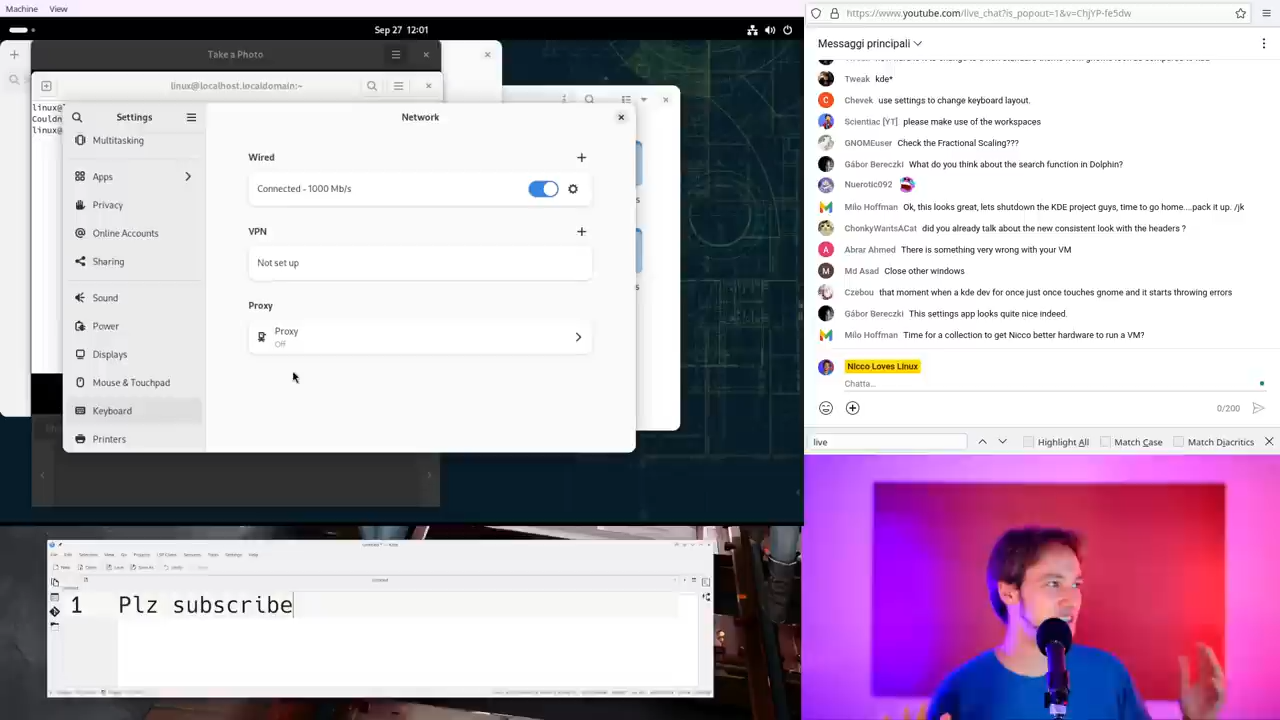 Machine View
Sep 27 12:01
Take a Photo
linux@localhost.localdomain:~
linux@
Couldn
linux@
Settings
Multitasking
Apps
Privacy
Online Accounts
Sharing
Sound
Power
Displays
Mouse & Touchpad
Keyboard
Printers
Network
Wired
Connected - 1000 Mb/s
VPN
Not set up
Proxy
Proxy
Off
1 Plz subscribe
https://www.youtube.com/live_chat?is_popout=1&v=ChjYP-fe5dw
Messaggi principali
Tweak kde*
Chevek use settings to change keyboard layout.
Scientiac [YT] please make use of the workspaces
GNOMEuser Check the Fractional Scaling???
Gábor Bereczki What do you think about the search function in Dolphin?
Nuerotic092
Milo Hoffman Ok, this looks great, lets shutdown the KDE project guys, time to go home....pack it up. /jk
ChonkyWantsACat did you already talk about the new consistent look with the headers ?
Abrar Ahmed There is something very wrong with your VM
Md Asad Close other windows
Czebou that moment when a kde dev for once just once touches gnome and it starts throwing errors
Gábor Bereczki This settings app looks quite nice indeed.
Milo Hoffman Time for a collection to get Nicco better hardware to run a VM?
Nicco Loves Linux
Chatta...
0/200
live
Highlight All Match Case Match Diacritics